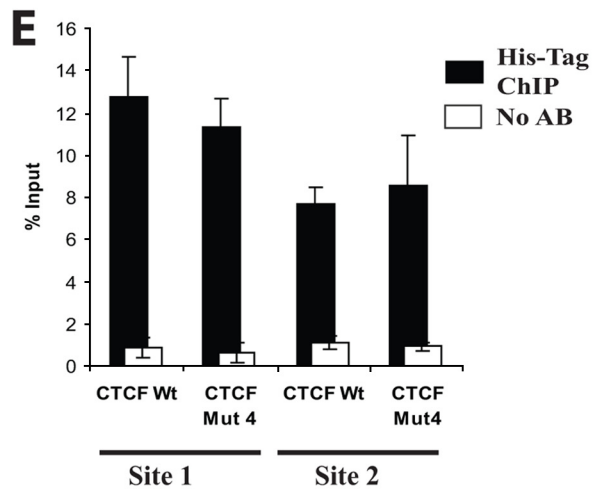 E
16
14
12
10
8
6
4
2
0
% Input
His-Tag
ChIP
No AB
CTCF Wt
CTCF
Mut 4
CTCF Wt
CTCF
Mut4
Site 1
Site 2